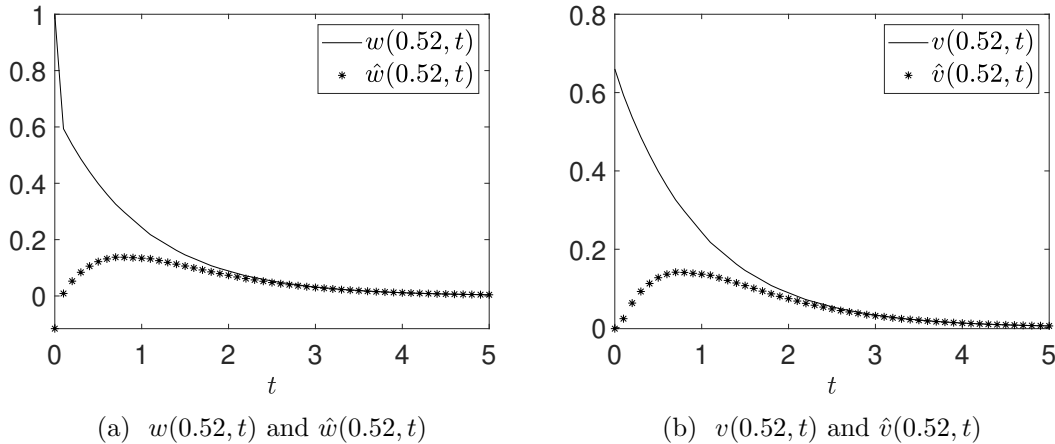 1
0.8
0.6
0.4
0.2
0
0 1 2 3 4 5
t
w(0.52, t)
ŵ(0.52, t)
(a) w(0.52, t) and ŵ(0.52, t)
0.8
0.6
0.4
0.2
0
0 1 2 3 4 5
t
v(0.52, t)
v̂(0.52, t)
(b) v(0.52, t) and v̂(0.52, t)